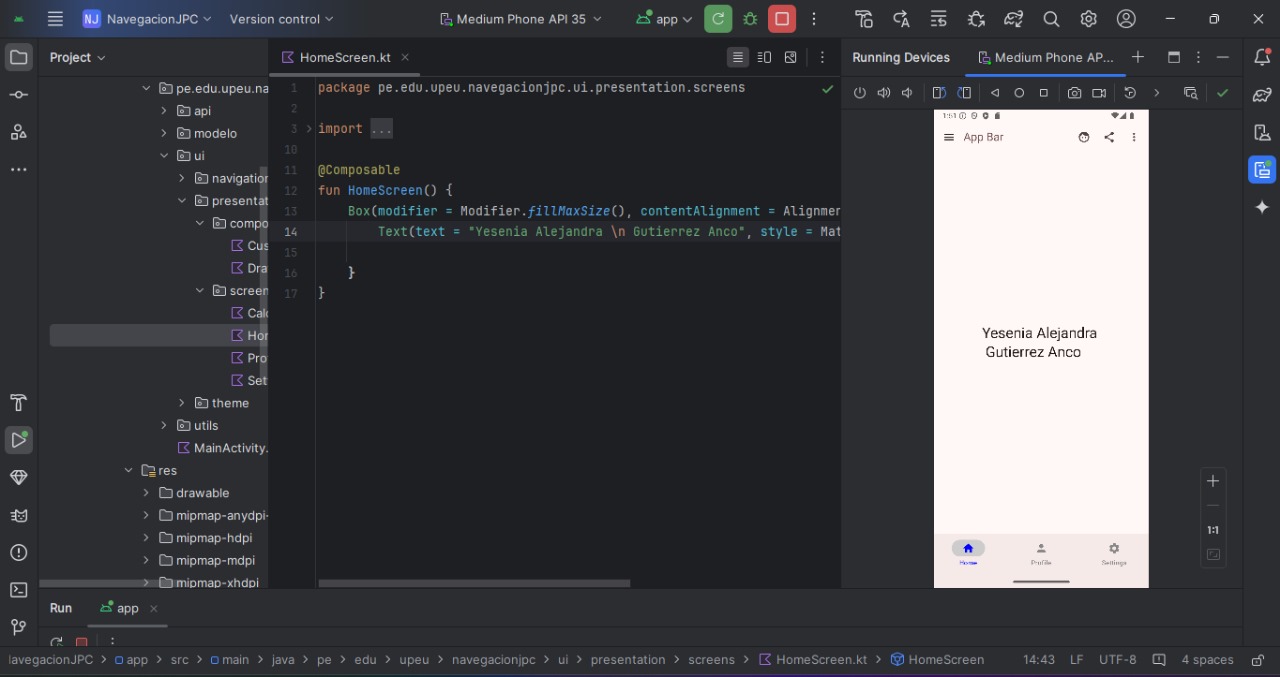 NJ NavegacionJPC Version control Medium Phone API 35 app
Project
pe.edu.upeu.na
api
modelo
ui
navigation
presentat
compo
Cus
Dra
screen
Calc
Hor
Pro
Set
theme
utils
MainActivity.
res
drawable
mipmap-anydpi-
mipmap-hdpi
mipmap-mdpi
mipmap-xhdpi
HomeScreen.kt
1 package pe.edu.upeu.navegacionjpc.ui.presentation.screens
2
3 import ...
10
11 @Composable
12 fun HomeScreen() {
13 Box(modifier = Modifier.fillMaxSize(), contentAlignment = Alignmen
14 Text(text = "Yesenia Alejandra \n Gutierrez Anco", style = Mat
15
16 }
17 }
Running Devices Medium Phone AP...
1:51
App Bar
Yesenia Alejandra
Gutierrez Anco
Home Profile Settings
1:1
Run app
NavegacionJPC > app > src > main > java > pe > edu > upeu > navegacionjpc > ui > presentation > screens > HomeScreen.kt > HomeScreen 14:43 LF UTF-8 4 spaces